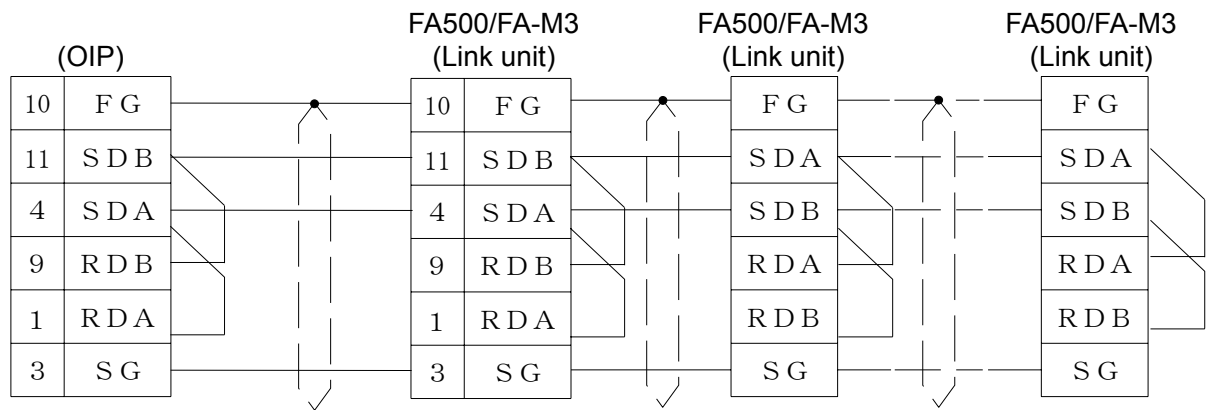 (OIP)
FA500/FA-M3
(Link unit)
FA500/FA-M3
(Link unit)
FA500/FA-M3
(Link unit)
10 FG
11 SDB
4 SDA
9 RDB
1 RDA
3 SG
10 FG
11 SDB
4 SDA
9 RDB
1 RDA
3 SG
FG
SDA
SDB
RDA
RDB
SG
FG
SDA
SDB
RDA
RDB
SG